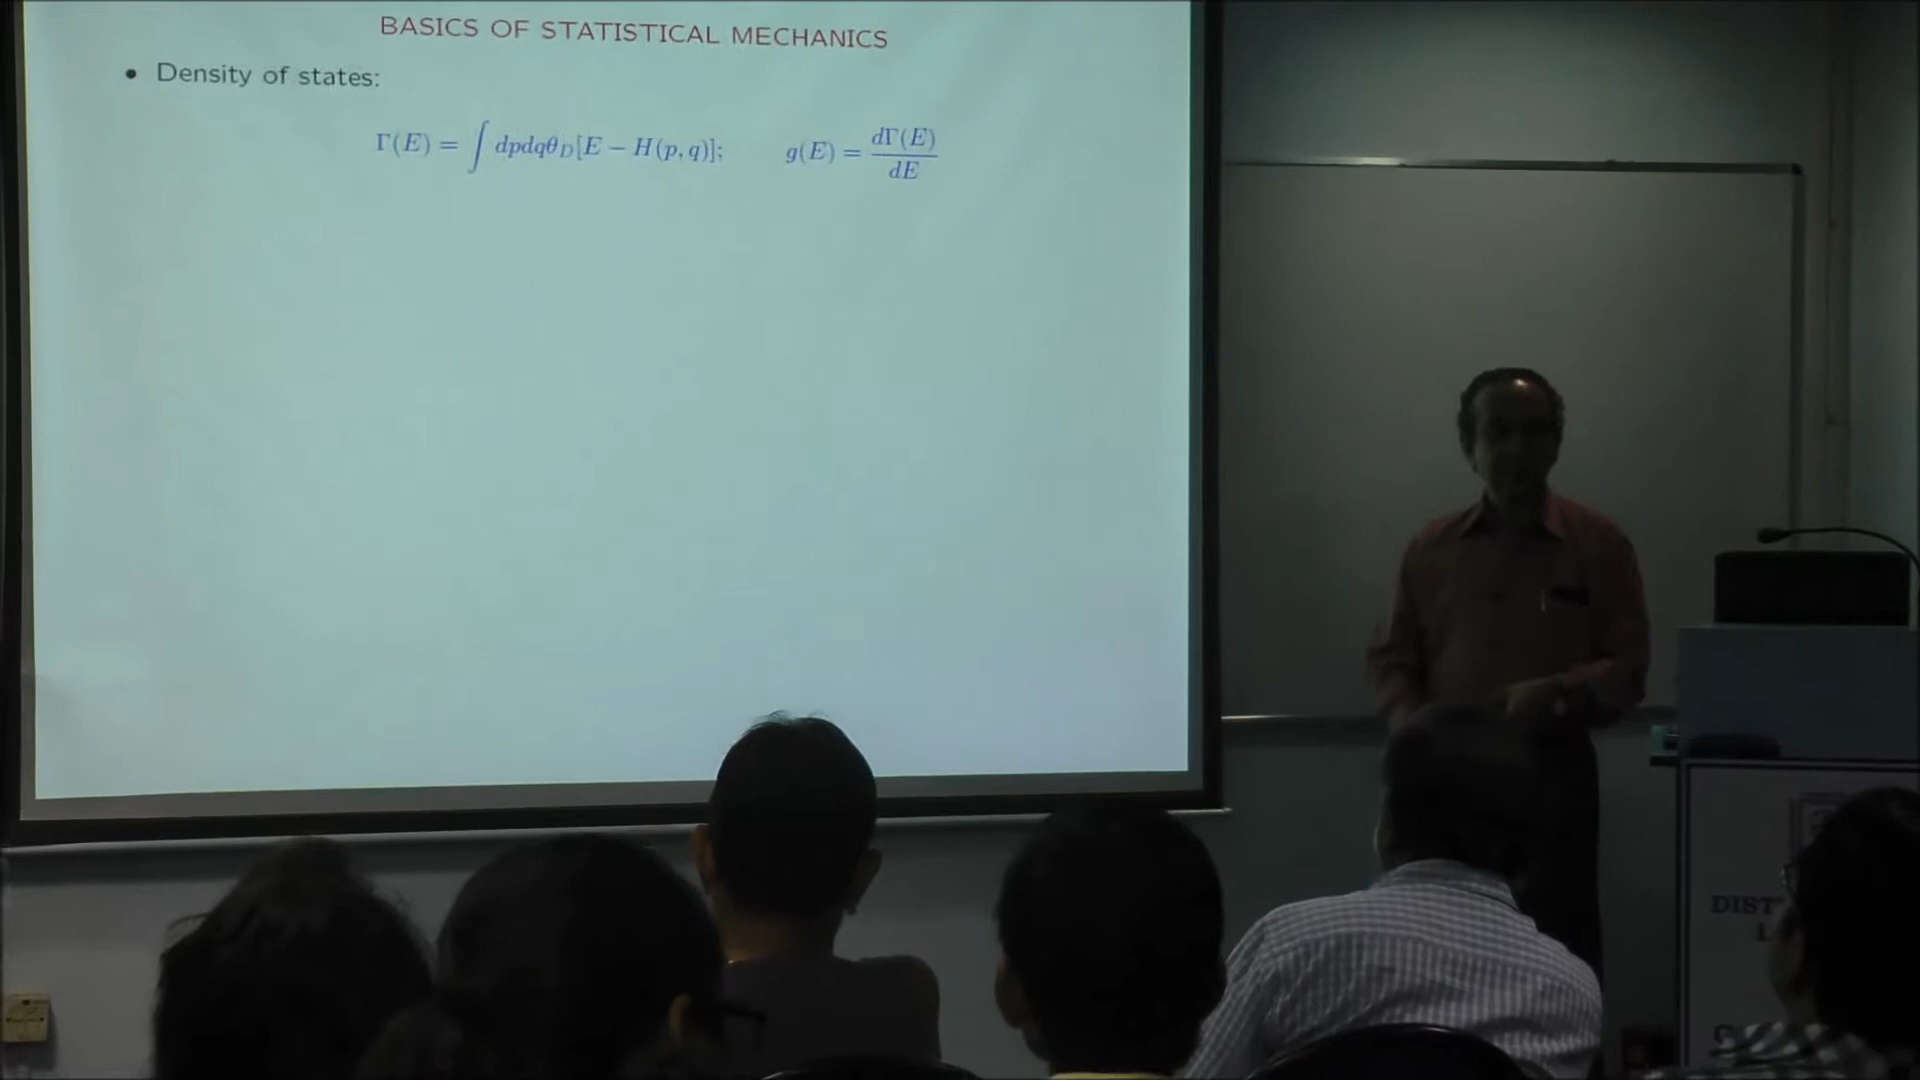 BASICS OF STATISTICAL MECHANICS
• Density of states:
Γ(E) = ∫ dpdqθ_D[E − H(p, q)]; g(E) = dΓ(E)/dE
DIST